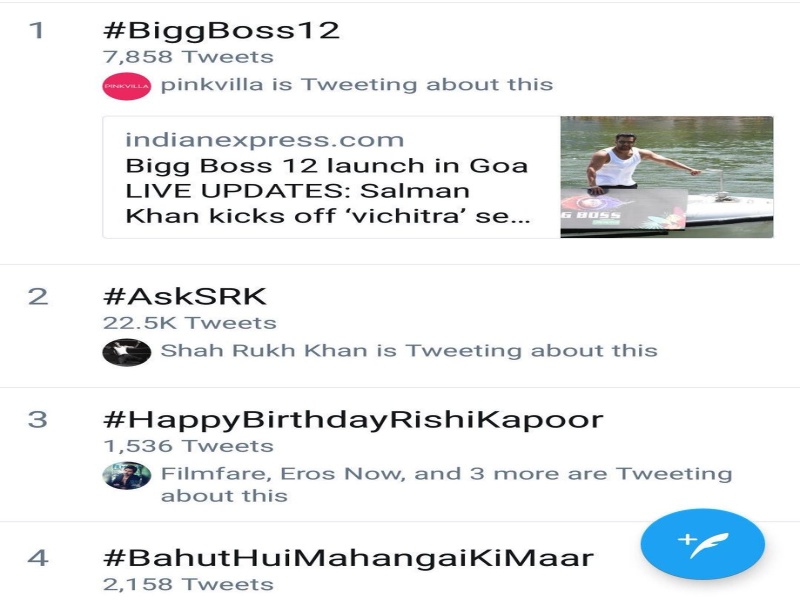 1
#BiggBoss12
7,858 Tweets
PINKVILLA
pinkvilla is Tweeting about this
indianexpress.com
Bigg Boss 12 launch in Goa
LIVE UPDATES: Salman
Khan kicks off ‘vichitra’ se...
G BOSS
2
#AskSRK
22.5K Tweets
Shah Rukh Khan is Tweeting about this
3
#HappyBirthdayRishiKapoor
1,536 Tweets
Filmfare, Eros Now, and 3 more are Tweeting
about this
4
#BahutHuiMahangaiKiMaar
2,158 Tweets